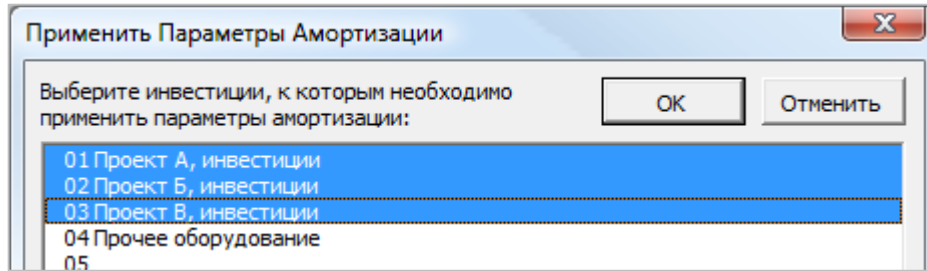 Применить Параметры Амортизации
Выберите инвестиции, к которым необходимо
применить параметры амортизации:
OK
Отменить
01 Проект А, инвестиции
02 Проект Б, инвестиции
03 Проект В, инвестиции
04 Прочее оборудование
05